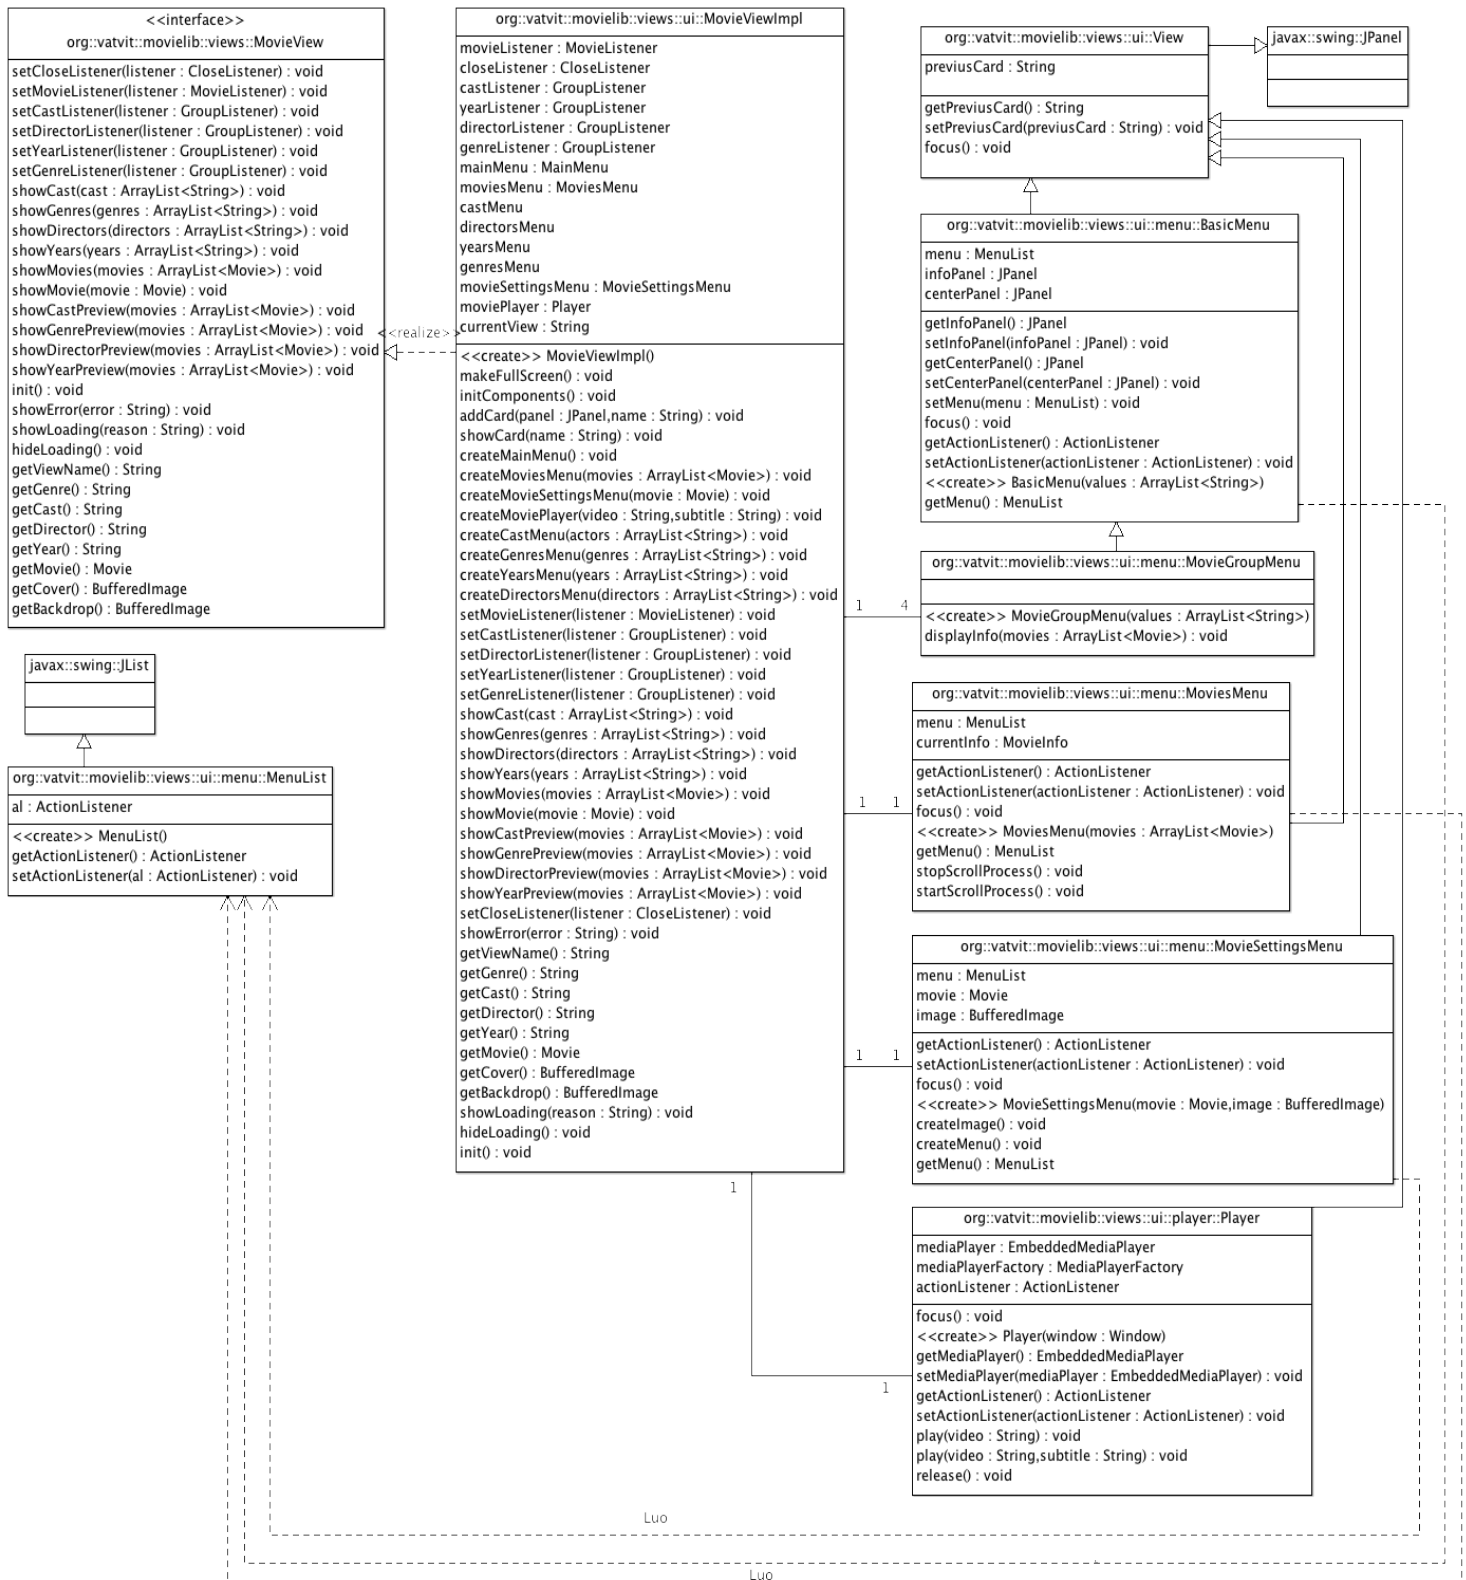 <<interface>>
org::vatvit::movielib::views::MovieView
setCloseListener(listener : CloseListener) : void
setMovieListener(listener : MovieListener) : void
setCastListener(listener : GroupListener) : void
setDirectorListener(listener : GroupListener) : void
setYearListener(listener : GroupListener) : void
setGenreListener(listener : GroupListener) : void
showCast(cast : ArrayList<String>) : void
showGenres(genres : ArrayList<String>) : void
showDirectors(directors : ArrayList<String>) : void
showYears(years : ArrayList<String>) : void
showMovies(movies : ArrayList<Movie>) : void
showMovie(movie : Movie) : void
showCastPreview(movies : ArrayList<Movie>) : void
showGenrePreview(movies : ArrayList<Movie>) : void
showDirectorPreview(movies : ArrayList<Movie>) : void
showYearPreview(movies : ArrayList<Movie>) : void
init() : void
showError(error : String) : void
showLoading(reason : String) : void
hideLoading() : void
getViewName() : String
getGenre() : String
getCast() : String
getDirector() : String
getYear() : String
getMovie() : Movie
getCover() : BufferedImage
getBackdrop() : BufferedImage
<<realize>>
javax::swing::JList
org::vatvit::movielib::views::ui::menu::MenuList
al : ActionListener
<<create>> MenuList()
getActionListener() : ActionListener
setActionListener(al : ActionListener) : void
org::vatvit::movielib::views::ui::MovieViewImpl
movieListener : MovieListener
closeListener : CloseListener
castListener : GroupListener
yearListener : GroupListener
directorListener : GroupListener
genreListener : GroupListener
mainMenu : MainMenu
moviesMenu : MoviesMenu
castMenu
directorsMenu
yearsMenu
genresMenu
movieSettingsMenu : MovieSettingsMenu
moviePlayer : Player
currentView : String
<<create>> MovieViewImpl()
makeFullScreen() : void
initComponents() : void
addCard(panel : JPanel,name : String) : void
showCard(name : String) : void
createMainMenu() : void
createMoviesMenu(movies : ArrayList<Movie>) : void
createMovieSettingsMenu(movie : Movie) : void
createMoviePlayer(video : String,subtitle : String) : void
createCastMenu(actors : ArrayList<String>) : void
createGenresMenu(genres : ArrayList<String>) : void
createYearsMenu(years : ArrayList<String>) : void
createDirectorsMenu(directors : ArrayList<String>) : void
setMovieListener(listener : MovieListener) : void
setCastListener(listener : GroupListener) : void
setDirectorListener(listener : GroupListener) : void
setYearListener(listener : GroupListener) : void
setGenreListener(listener : GroupListener) : void
showCast(cast : ArrayList<String>) : void
showGenres(genres : ArrayList<String>) : void
showDirectors(directors : ArrayList<String>) : void
showYears(years : ArrayList<String>) : void
showMovies(movies : ArrayList<Movie>) : void
showMovie(movie : Movie) : void
showCastPreview(movies : ArrayList<Movie>) : void
showGenrePreview(movies : ArrayList<Movie>) : void
showDirectorPreview(movies : ArrayList<Movie>) : void
showYearPreview(movies : ArrayList<Movie>) : void
setCloseListener(listener : CloseListener) : void
showError(error : String) : void
getViewName() : String
getGenre() : String
getCast() : String
getDirector() : String
getYear() : String
getMovie() : Movie
getCover() : BufferedImage
getBackdrop() : BufferedImage
showLoading(reason : String) : void
hideLoading() : void
init() : void
org::vatvit::movielib::views::ui::View
previusCard : String
getPreviusCard() : String
setPreviusCard(previusCard : String) : void
focus() : void
javax::swing::JPanel
org::vatvit::movielib::views::ui::menu::BasicMenu
menu : MenuList
infoPanel : JPanel
centerPanel : JPanel
getInfoPanel() : JPanel
setInfoPanel(infoPanel : JPanel) : void
getCenterPanel() : JPanel
setCenterPanel(centerPanel : JPanel) : void
setMenu(menu : MenuList) : void
focus() : void
getActionListener() : ActionListener
setActionListener(actionListener : ActionListener) : void
<<create>> BasicMenu(values : ArrayList<String>)
getMenu() : MenuList
org::vatvit::movielib::views::ui::menu::MovieGroupMenu
<<create>> MovieGroupMenu(values : ArrayList<String>)
displayInfo(movies : ArrayList<Movie>) : void
1 4
org::vatvit::movielib::views::ui::menu::MoviesMenu
menu : MenuList
currentInfo : MovieInfo
getActionListener() : ActionListener
setActionListener(actionListener : ActionListener) : void
focus() : void
<<create>> MoviesMenu(movies : ArrayList<Movie>)
getMenu() : MenuList
stopScrollProcess() : void
startScrollProcess() : void
1 1
org::vatvit::movielib::views::ui::menu::MovieSettingsMenu
menu : MenuList
movie : Movie
image : BufferedImage
getActionListener() : ActionListener
setActionListener(actionListener : ActionListener) : void
focus() : void
<<create>> MovieSettingsMenu(movie : Movie,image : BufferedImage)
createImage() : void
createMenu() : void
getMenu() : MenuList
1 1
org::vatvit::movielib::views::ui::player::Player
mediaPlayer : EmbeddedMediaPlayer
mediaPlayerFactory : MediaPlayerFactory
actionListener : ActionListener
focus() : void
<<create>> Player(window : Window)
getMediaPlayer() : EmbeddedMediaPlayer
setMediaPlayer(mediaPlayer : EmbeddedMediaPlayer) : void
getActionListener() : ActionListener
setActionListener(actionListener : ActionListener) : void
play(video : String) : void
play(video : String,subtitle : String) : void
release() : void
1
1
Luo
Luo